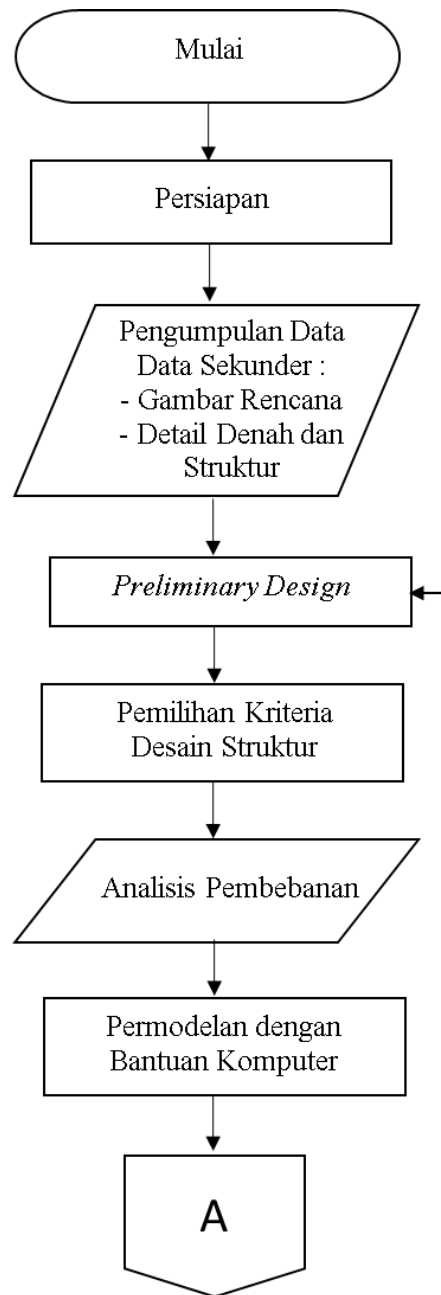 Mulai
Persiapan
Pengumpulan Data
Data Sekunder :
- Gambar Rencana
- Detail Denah dan
Struktur
Preliminary Design
Pemilihan Kriteria
Desain Struktur
Analisis Pembebanan
Permodelan dengan
Bantuan Komputer
A